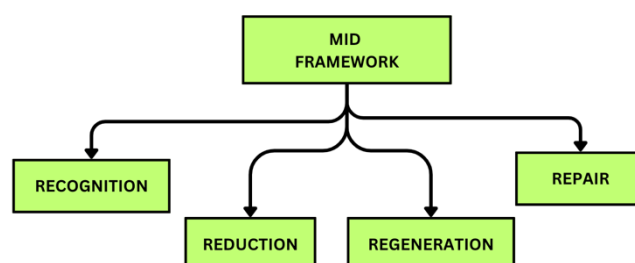 MID
FRAMEWORK
RECOGNITION
REPAIR
REDUCTION
REGENERATION